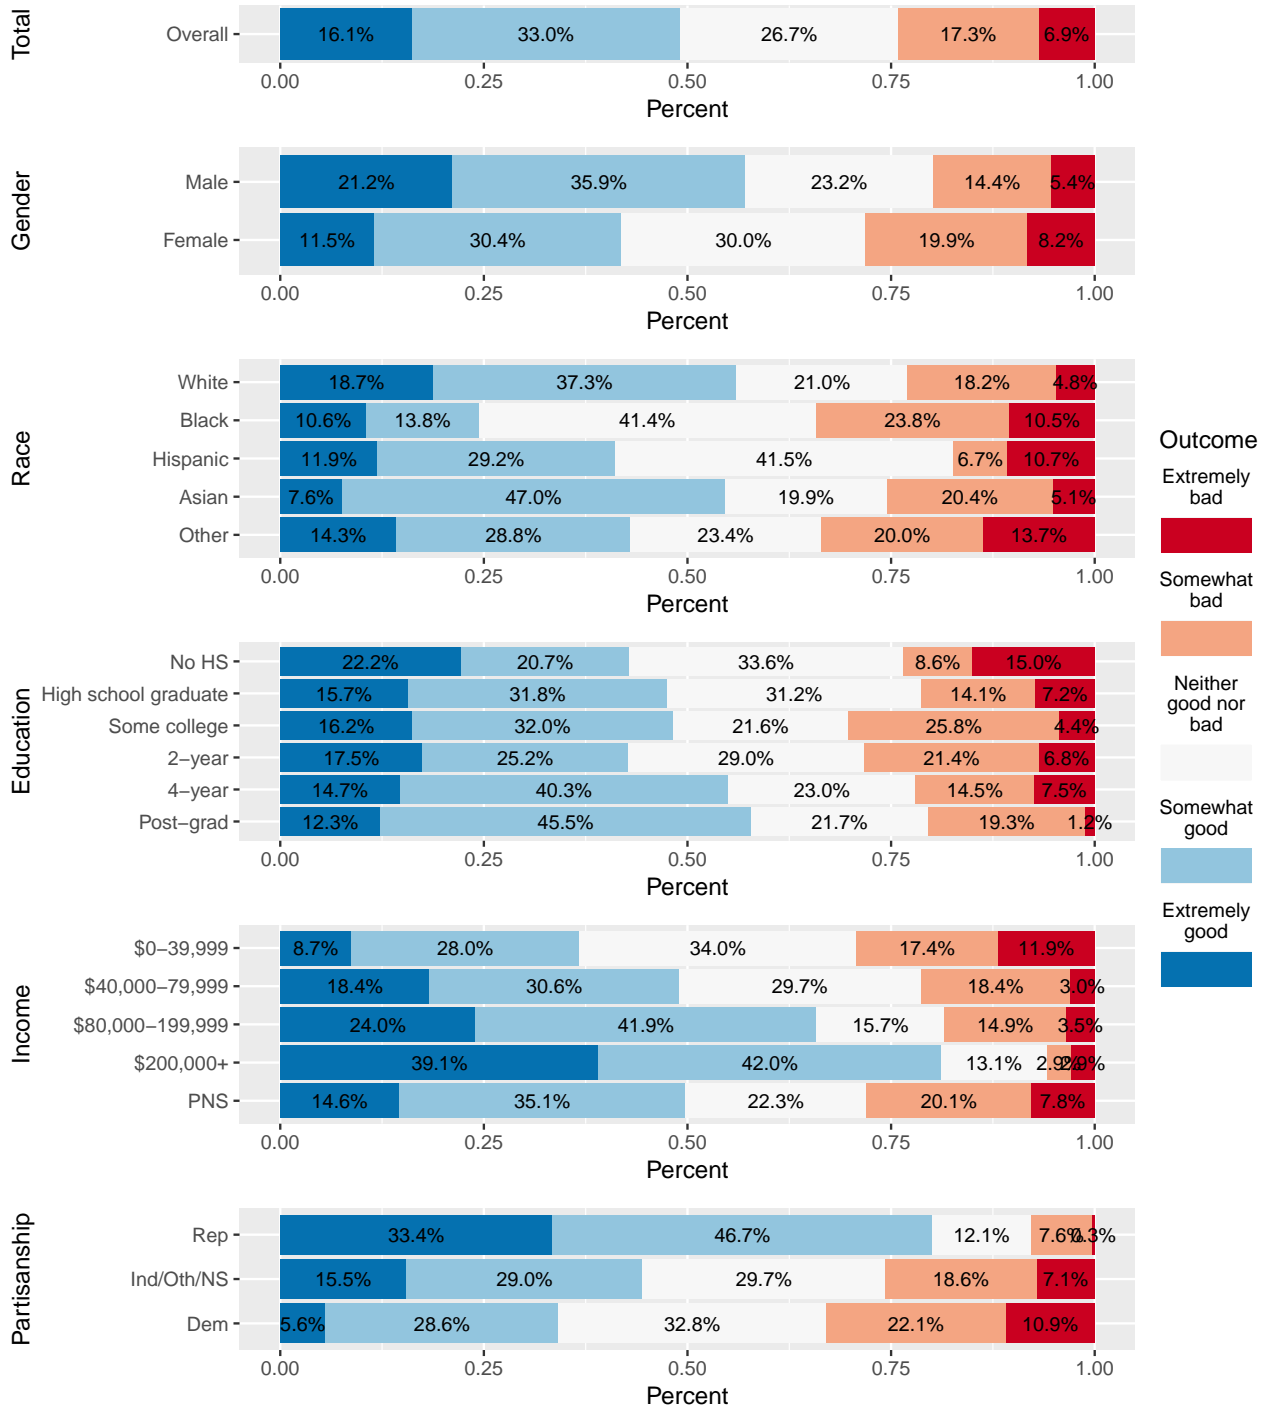 Total
Overall
16.1% 33.0% 26.7% 17.3% 6.9%
0.00 0.25 0.50 0.75 1.00
Percent
Gender
Male
21.2% 35.9% 23.2% 14.4% 5.4%
Female
11.5% 30.4% 30.0% 19.9% 8.2%
0.00 0.25 0.50 0.75 1.00
Percent
Race
White
18.7% 37.3% 21.0% 18.2% 4.8%
Black
10.6% 13.8% 41.4% 23.8% 10.5%
Hispanic
11.9% 29.2% 41.5% 6.7% 10.7%
Asian
7.6% 47.0% 19.9% 20.4% 5.1%
Other
14.3% 28.8% 23.4% 20.0% 13.7%
0.00 0.25 0.50 0.75 1.00
Percent
Education
No HS
22.2% 20.7% 33.6% 8.6% 15.0%
High school graduate
15.7% 31.8% 31.2% 14.1% 7.2%
Some college
16.2% 32.0% 21.6% 25.8% 4.4%
2−year
17.5% 25.2% 29.0% 21.4% 6.8%
4−year
14.7% 40.3% 23.0% 14.5% 7.5%
Post−grad
12.3% 45.5% 21.7% 19.3% 1.2%
0.00 0.25 0.50 0.75 1.00
Percent
Income
$0−39,999
8.7% 28.0% 34.0% 17.4% 11.9%
$40,000−79,999
18.4% 30.6% 29.7% 18.4% 3.0%
$80,000−199,999
24.0% 41.9% 15.7% 14.9% 3.5%
$200,000+
39.1% 42.0% 13.1% 2.9% 2.9%
PNS
14.6% 35.1% 22.3% 20.1% 7.8%
0.00 0.25 0.50 0.75 1.00
Percent
Partisanship
Rep
33.4% 46.7% 12.1% 7.6% 0.3%
Ind/Oth/NS
15.5% 29.0% 29.7% 18.6% 7.1%
Dem
5.6% 28.6% 32.8% 22.1% 10.9%
0.00 0.25 0.50 0.75 1.00
Percent
Outcome
Extremely
bad
Somewhat
bad
Neither
good nor
bad
Somewhat
good
Extremely
good